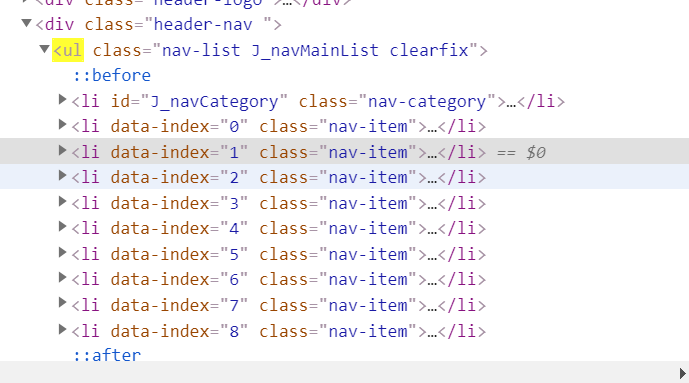 <div class="header-logo">…</div>
<div class="header-nav ">
<ul class="nav-list J_navMainList clearfix">
::before
<li id="J_navCategory" class="nav-category">…</li>
<li data-index="0" class="nav-item">…</li>
<li data-index="1" class="nav-item">…</li> == $0
<li data-index="2" class="nav-item">…</li>
<li data-index="3" class="nav-item">…</li>
<li data-index="4" class="nav-item">…</li>
<li data-index="5" class="nav-item">…</li>
<li data-index="6" class="nav-item">…</li>
<li data-index="7" class="nav-item">…</li>
<li data-index="8" class="nav-item">…</li>
::after